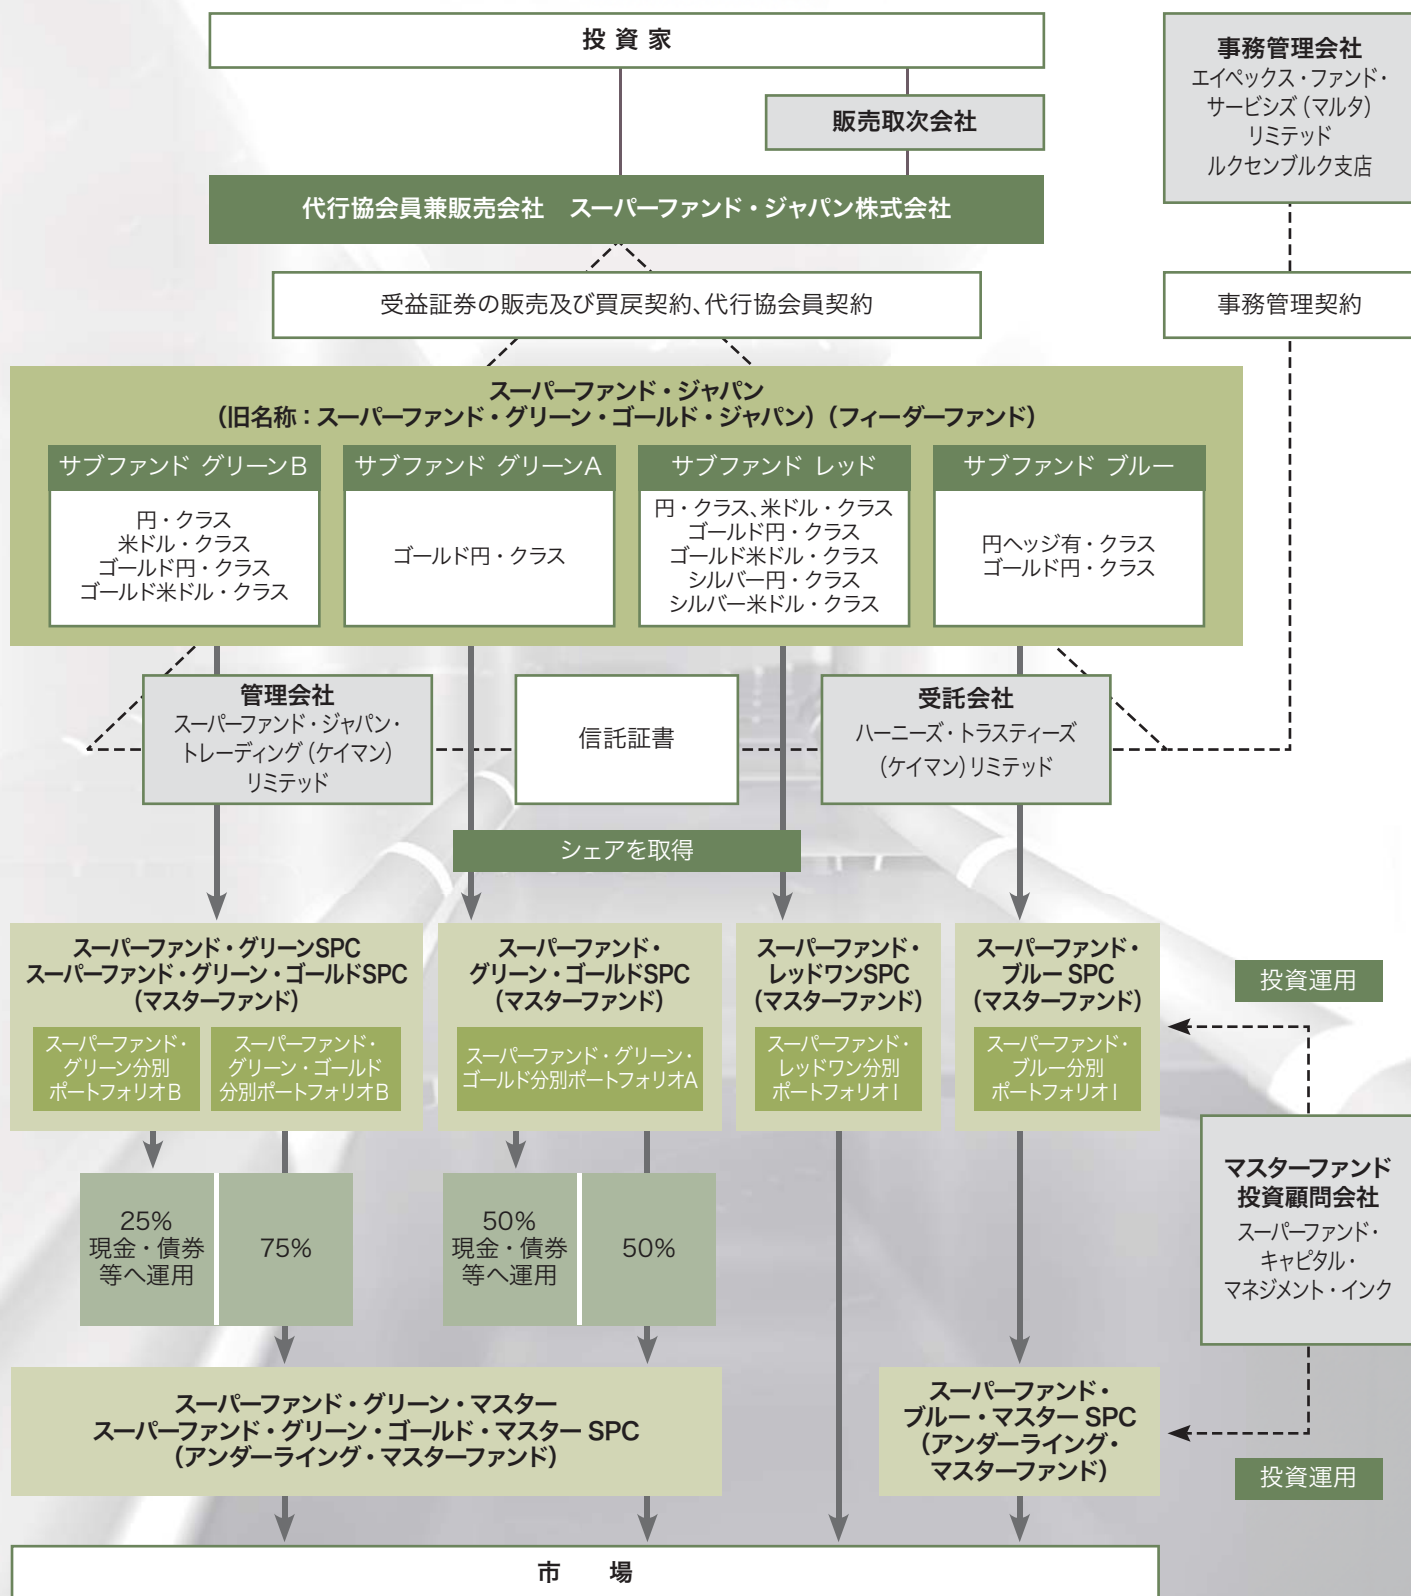 投資家
販売取次会社
代行協会員兼販売会社　スーパーファンド・ジャパン株式会社
事務管理会社
エイペックス・ファンド・
サービシズ（マルタ）
リミテッド
ルクセンブルク支店
受益証券の販売及び買戻契約、代行協会員契約
事務管理契約
スーパーファンド・ジャパン
（旧名称：スーパーファンド・グリーン・ゴールド・ジャパン）（フィーダーファンド）
サブファンド グリーンB
円・クラス
米ドル・クラス
ゴールド円・クラス
ゴールド米ドル・クラス
サブファンド グリーンA
ゴールド円・クラス
サブファンド レッド
円・クラス、米ドル・クラス
ゴールド円・クラス
ゴールド米ドル・クラス
シルバー円・クラス
シルバー米ドル・クラス
サブファンド ブルー
円ヘッジ有・クラス
ゴールド円・クラス
管理会社
スーパーファンド・ジャパン・
トレーディング（ケイマン）
リミテッド
信託証書
受託会社
ハーニーズ・トラスティーズ
（ケイマン）リミテッド
シェアを取得
スーパーファンド・グリーンSPC
スーパーファンド・グリーン・ゴールドSPC
（マスターファンド）
スーパーファンド・
グリーン分別
ポートフォリオB
スーパーファンド・
グリーン・ゴールド
分別ポートフォリオB
スーパーファンド・
グリーン・ゴールドSPC
（マスターファンド）
スーパーファンド・グリーン・
ゴールド分別ポートフォリオA
スーパーファンド・
レッドワンSPC
（マスターファンド）
スーパーファンド・
レッドワン分別
ポートフォリオI
スーパーファンド・
ブルー SPC
（マスターファンド）
スーパーファンド・
ブルー分別
ポートフォリオI
投資運用
25%
現金・債券
等へ運用
75%
50%
現金・債券
等へ運用
50%
マスターファンド
投資顧問会社
スーパーファンド・
キャピタル・
マネジメント・インク
スーパーファンド・グリーン・マスター
スーパーファンド・グリーン・ゴールド・マスター SPC
（アンダーライング・マスターファンド）
スーパーファンド・
ブルー・マスター SPC
（アンダーライング・
マスターファンド）
投資運用
市　場